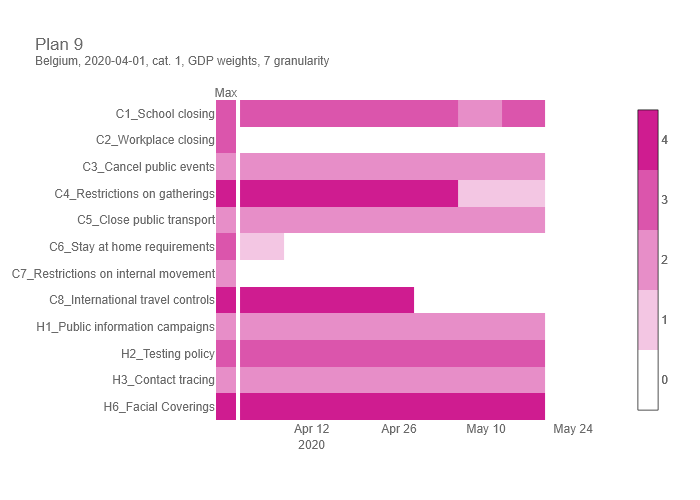 Plan 9
Belgium, 2020-04-01, cat. 1, GDP weights, 7 granularity
Max
C1_School closing
C2_Workplace closing
C3_Cancel public events
C4_Restrictions on gatherings
C5_Close public transport
C6_Stay at home requirements
C7_Restrictions on internal movement
C8_International travel controls
H1_Public information campaigns
H2_Testing policy
H3_Contact tracing
H6_Facial Coverings
Apr 12 Apr 26 May 10 May 24
2020
4
3
2
1
0